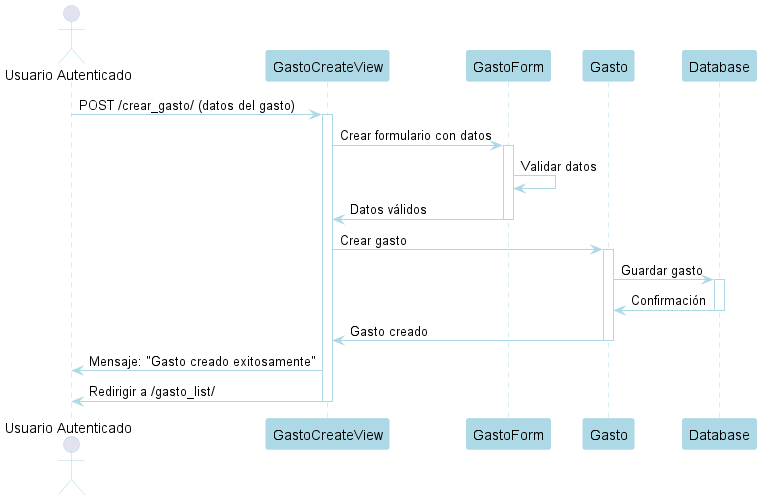 Usuario Autenticado
GastoCreateView
GastoForm
Gasto
Database
POST /crear_gasto/ (datos del gasto)
Crear formulario con datos
Validar datos
Datos válidos
Crear gasto
Guardar gasto
Confirmación
Gasto creado
Mensaje: "Gasto creado exitosamente"
Redirigir a /gasto_list/
Usuario Autenticado
GastoCreateView
GastoForm
Gasto
Database